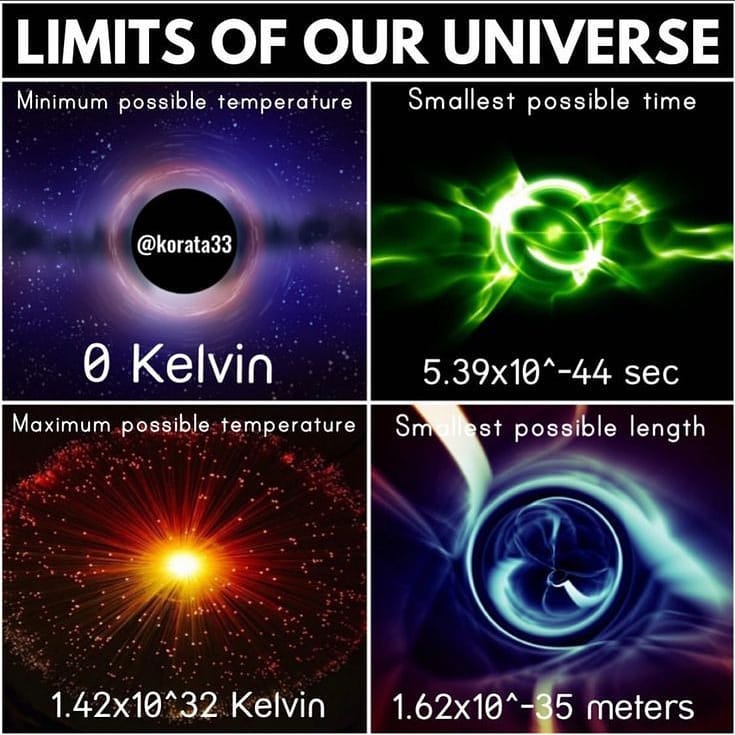 LIMITS OF OUR UNIVERSE
Minimum possible temperature
@korata33
0 Kelvin
Smallest possible time
5.39x10^-44 sec
Maximum possible temperature
1.42x10^32 Kelvin
Smallest possible length
1.62x10^-35 meters